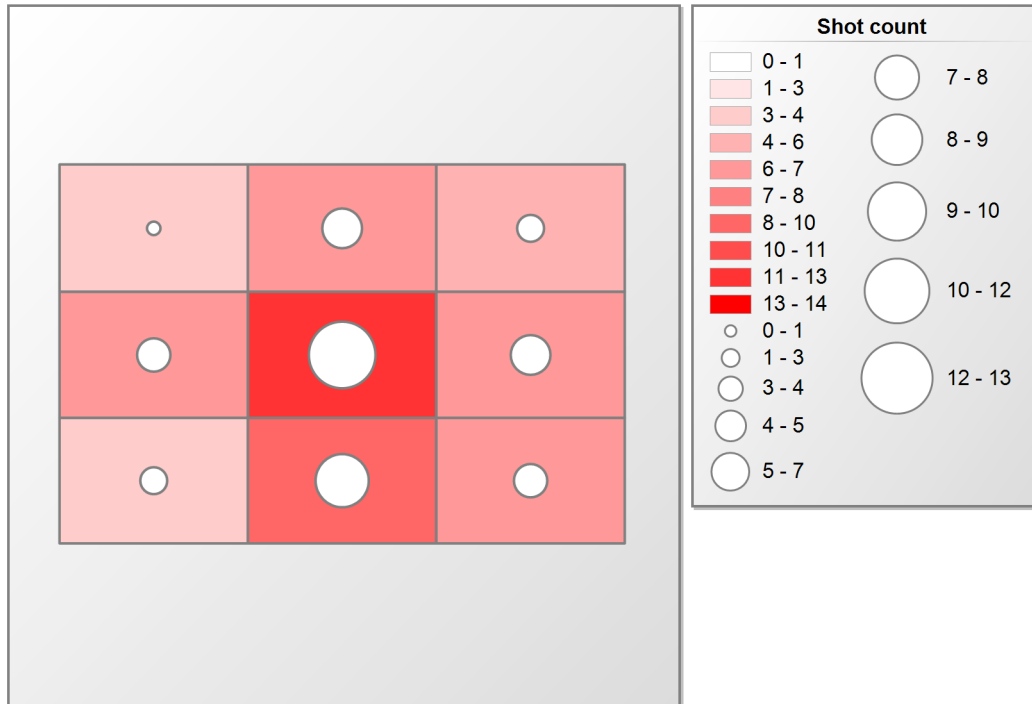 Shot count
0 - 1
1 - 3
3 - 4
4 - 6
6 - 7
7 - 8
8 - 10
10 - 11
11 - 13
13 - 14
0 - 1
1 - 3
3 - 4
4 - 5
5 - 7
7 - 8
8 - 9
9 - 10
10 - 12
12 - 13